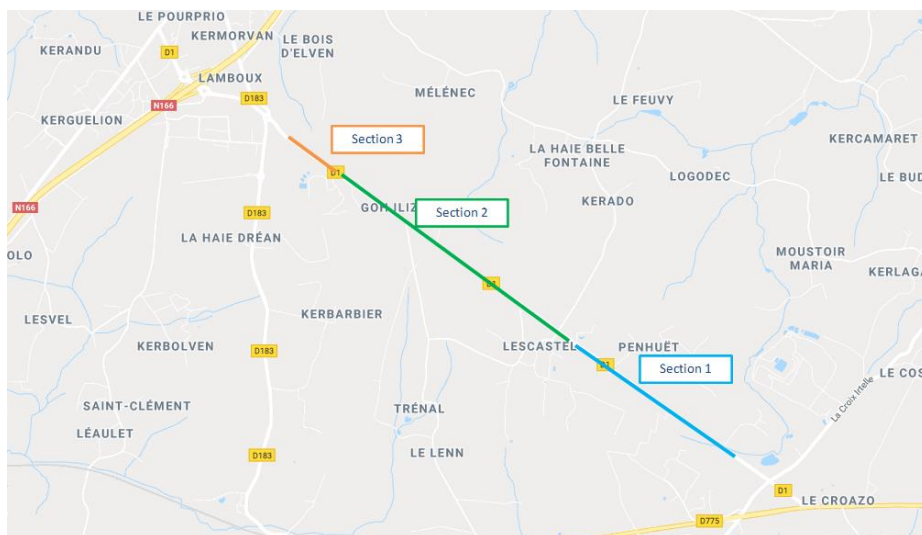 LE POURPRIO
KERMORVAN
LE BOIS
D'ELVEN
KERANDU
D1
LAMBOUX
N166
D183
MÉLÉNEC
LE FEUVY
KERGUELION
Section 3
LA HAIE BELLE
FONTAINE
KERCAMARET
D1
LOGODEC
LE BUD
N166
D183
GOH ILIZ
Section 2
KERADO
OLO
LA HAIE DRÉAN
MOUSTOIR
MARIA
KERLAGA
D1
LESVEL
KERBARBIER
KERBOLVEN
D183
LESCASTEL
PENHUËT
D1
Section 1
LE COS
La Croix Irtelle
SAINT-CLÉMENT
TRÉNAL
LÉAULET
LE LENN
D183
D1
LE CROAZO
D775